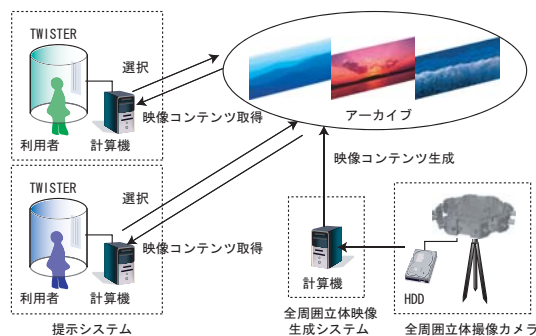 TWISTER
選択
映像コンテンツ取得
利用者
計算機
アーカイブ
TWISTER
選択
映像コンテンツ生成
映像コンテンツ取得
利用者
計算機
提示システム
計算機
全周囲立体映像
生成システム
HDD
全周囲立体撮像カメラ